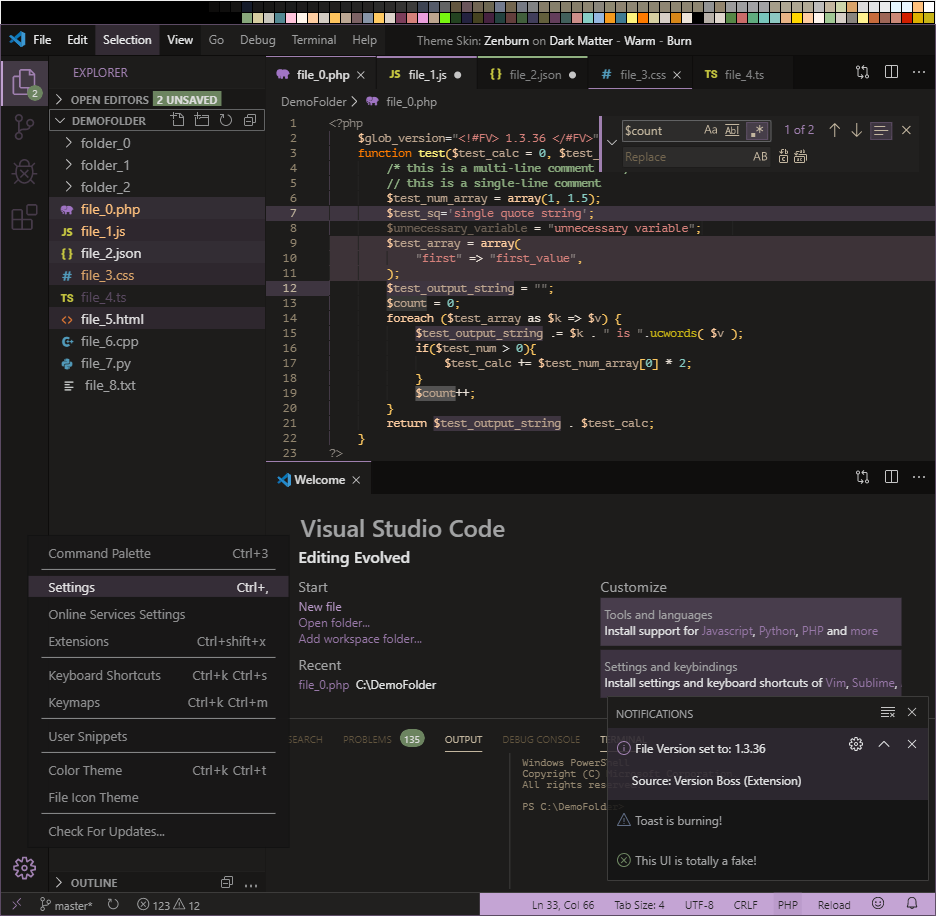 File Edit Selection View Go Debug Terminal Help Theme Skin: Zenburn on Dark Matter - Warm - Burn
2
EXPLORER
OPEN EDITORS 2 UNSAVED
DEMOFOLDER
folder_0
folder_1
folder_2
file_0.php
file_1.js
file_2.json
file_3.css
TS file_4.ts
file_5.html
file_6.cpp
file_7.py
file_8.txt
file_0.php JS file_1.js {} file_2.json # file_3.css TS file_4.ts
DemoFolder > file_0.php
$count Aa Abl .* 1 of 2
Replace AB
1 <?php
2 $glob_version="<!#FV> 1.3.36 </#FV>"
3 function test($test_calc = 0, $test_
4 /* this is a multi-line comment
5 // this is a single-line comment
6 $test_num_array = array(1, 1.5);
7 $test_sq='single quote string';
8 $unnecessary_variable = "unnecessary variable";
9 $test_array = array(
10 "first" => "first_value",
11 );
12 $test_output_string = "";
13 $count = 0;
14 foreach ($test_array as $k => $v) {
15 $test_output_string .= $k . " is ".ucwords( $v );
16 if($test_num > 0){
17 $test_calc += $test_num_array[0] * 2;
18 }
19 $count++;
20 }
21 return $test_output_string . $test_calc;
22 }
23 ?>
Welcome
Visual Studio Code
Editing Evolved
Start
New file
Open folder...
Add workspace folder...
Recent
file_0.php C:\DemoFolder
Customize
Tools and languages
Install support for Javascript, Python, PHP and more
Settings and keybindings
Install settings and keyboard shortcuts of Vim, Sublime,
Command Palette Ctrl+3
Settings Ctrl+,
Online Services Settings
Extensions Ctrl+shift+x
Keyboard Shortcuts Ctrl+k Ctrl+s
Keymaps Ctrl+k Ctrl+m
User Snippets
Color Theme Ctrl+k Ctrl+t
File Icon Theme
Check For Updates...
SEARCH PROBLEMS 135 OUTPUT DEBUG CONSOLE TERMINAL
Windows PowerShell
Copyright (C)
All rights reserved
PS C:\DemoFolder>
NOTIFICATIONS
File Version set to: 1.3.36
Source: Version Boss (Extension)
Toast is burning!
This UI is totally a fake!
OUTLINE
master* 123 12 Ln 33, Col 66 Tab Size: 4 UTF-8 CRLF PHP Reload